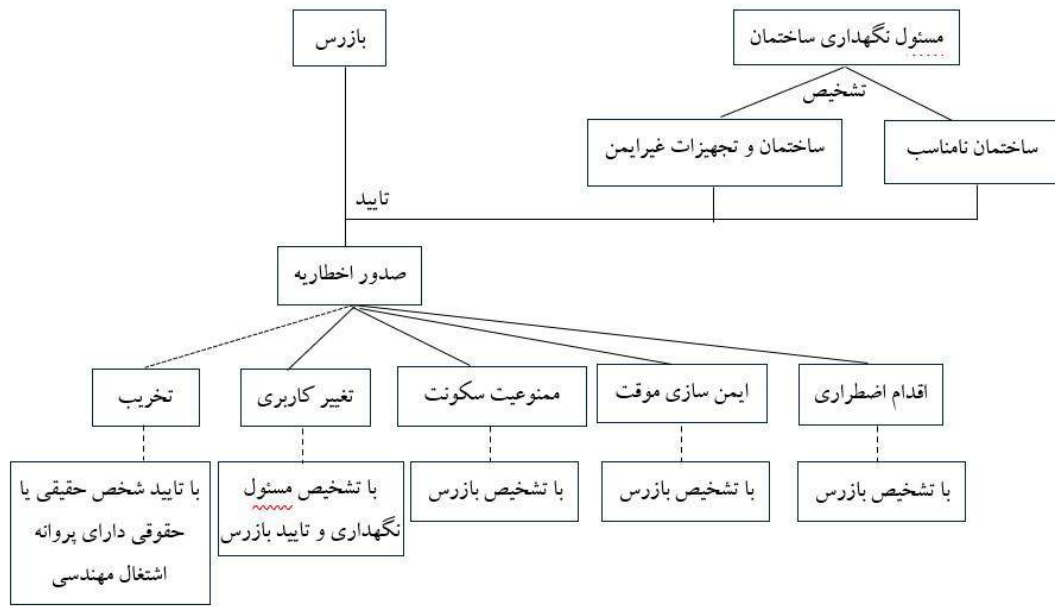 بازرس
مسئول نگهداری ساختمان
تشخیص
ساختمان و تجهیزات غیرایمن
ساختمان نامناسب
تایید
صدور اخطاریه
اقدام اضطراری
ایمن سازی موقت
ممنوعیت سکونت
تغییر کاربری
تخریب
با تشخیص بازرس
با تشخیص بازرس
با تشخیص بازرس
با تشخیص مسئول
نگهداری و تایید بازرس
با تایید شخص حقیقی یا
حقوقی دارای پروانه
اشتغال مهندسی